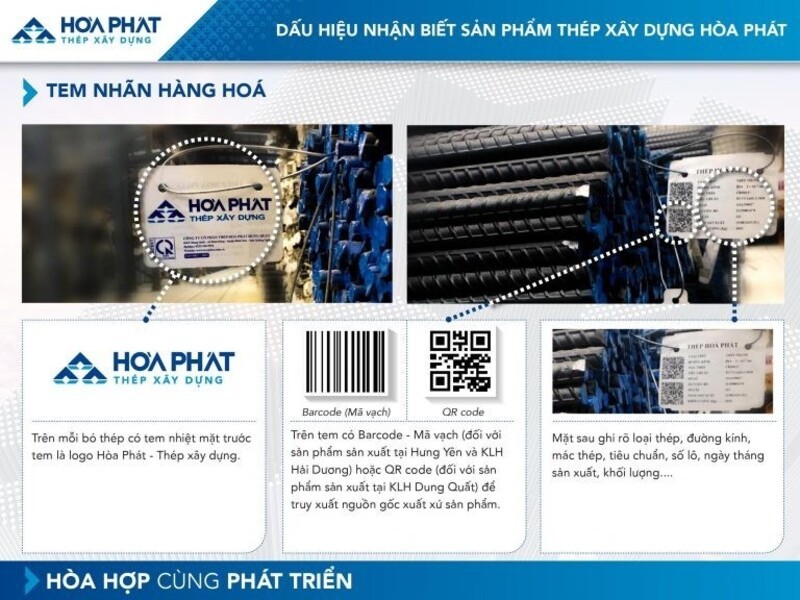 HÒA PHÁT
THÉP XÂY DỰNG
DẤU HIỆU NHẬN BIẾT SẢN PHẨM THÉP XÂY DỰNG HÒA PHÁT
TEM NHÃN HÀNG HOÁ
HÒA PHÁT
THÉP XÂY DỰNG
QR
THÉP HÒA PHÁT
HÒA PHÁT
THÉP XÂY DỰNG
Barcode (Mã vạch)
QR code
Trên mỗi bó thép có tem nhiệt mặt trước
tem là logo Hòa Phát - Thép xây dựng.
Trên tem có Barcode - Mã vạch (đối với
sản phẩm sản xuất tại Hưng Yên và KLH
Hải Dương) hoặc QR code (đối với sản
phẩm sản xuất tại KLH Dung Quất) để
truy xuất nguồn gốc xuất xứ sản phẩm.
Mặt sau ghi rõ loại thép, đường kính,
mác thép, tiêu chuẩn, số lô, ngày tháng
sản xuất, khối lượng....
HÒA HỢP CÙNG PHÁT TRIỂN